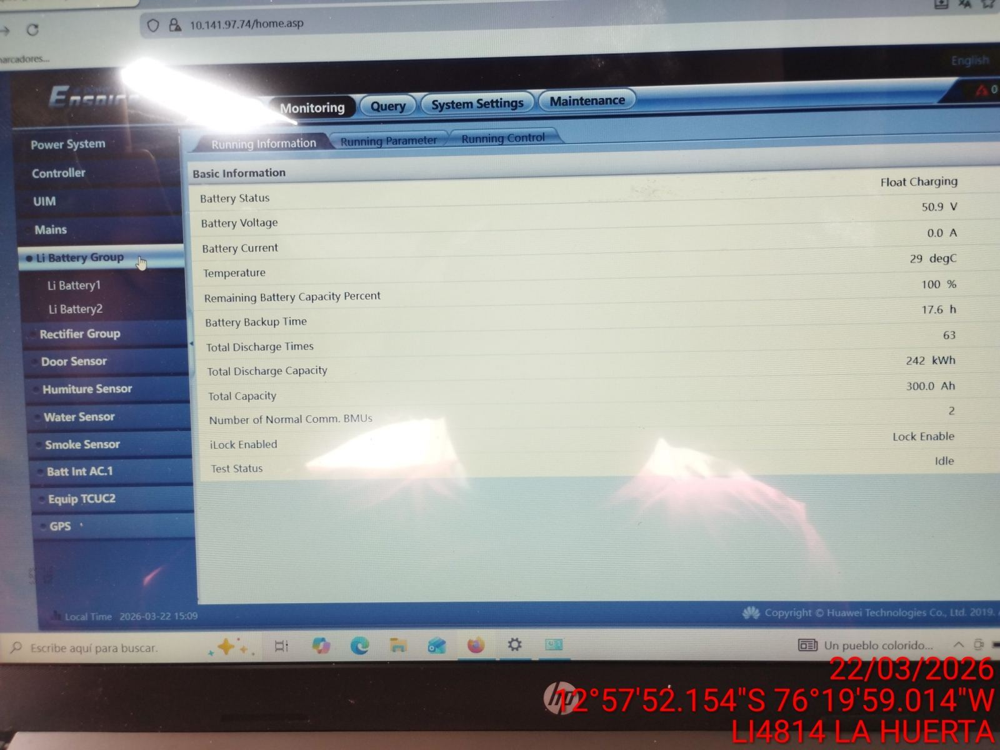 10.141.97.74/home.asp
English
Monitoring Query System Settings Maintenance
0
Running Information Running Parameter Running Control
Power System
Controller
UIM
Mains
Li Battery Group
Li Battery1
Li Battery2
Rectifier Group
Door Sensor
Humiture Sensor
Water Sensor
Smoke Sensor
Batt Int AC.1
Equip TCUC2
GPS
Basic Information
Battery Status Float Charging
Battery Voltage 50.9 V
Battery Current 0.0 A
Temperature 29 degC
Remaining Battery Capacity Percent 100 %
Battery Backup Time 17.6 h
Total Discharge Times 63
Total Discharge Capacity 242 kWh
Total Capacity 300.0 Ah
Number of Normal Comm. BMUs 2
iLock Enabled Lock Enable
Test Status Idle
Local Time 2026-03-22 15:09
Copyright © Huawei Technologies Co., Ltd. 2019.
Escribe aquí para buscar.
Un pueblo colorido...
hp
22/03/2026
12°57'52.154"S 76°19'59.014"W
LI4814 LA HUERTA